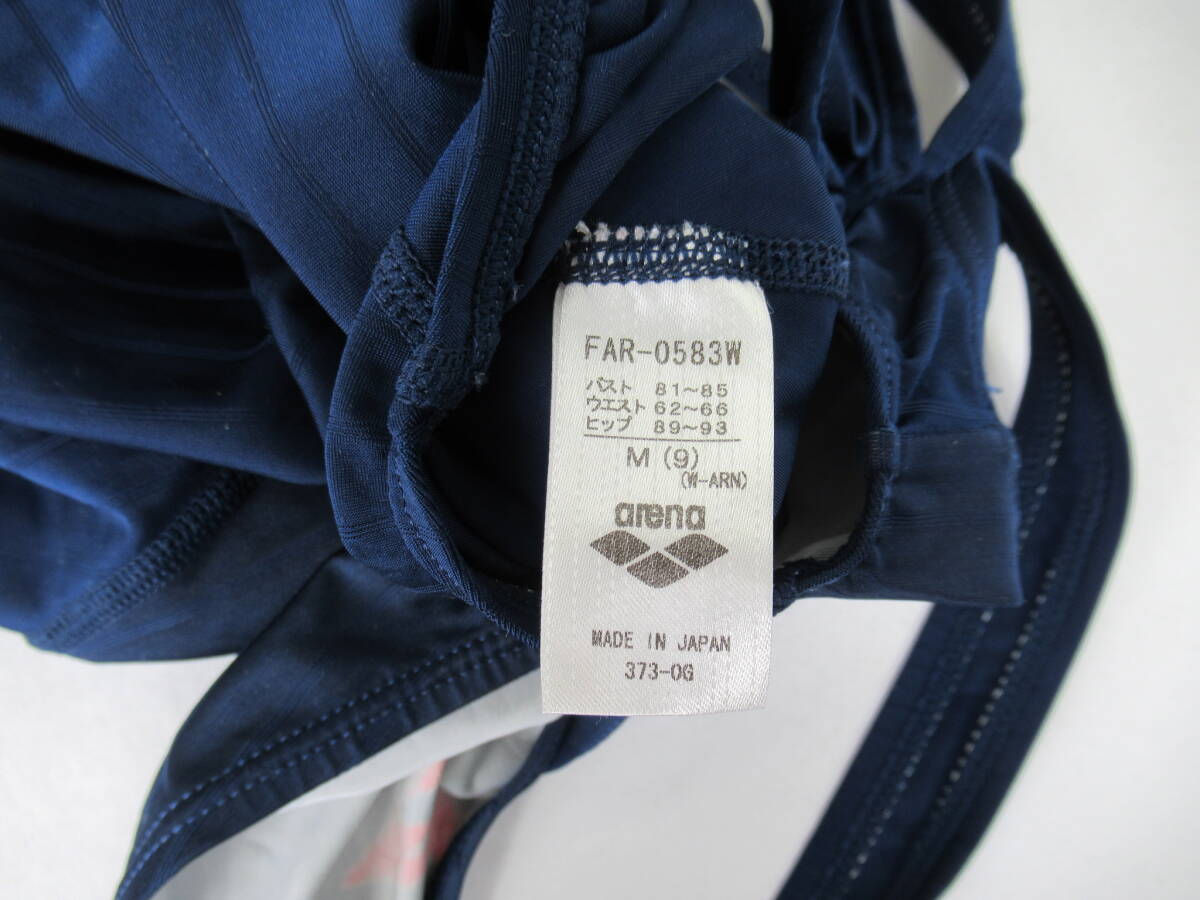 FAR-0583W
バスト 81~85
ウエスト 62~66
ヒップ 89~93
M (9)
(W-ARN)
arena
MADE IN JAPAN
373-OG